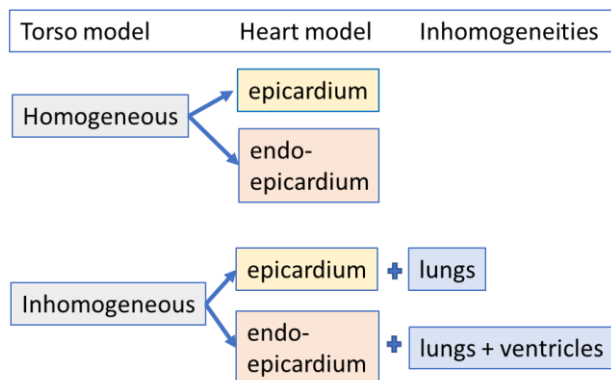 Torso model Heart model Inhomogeneities
epicardium
Homogeneous
endo-
epicardium
epicardium + lungs
Inhomogeneous
endo-
epicardium + lungs + ventricles